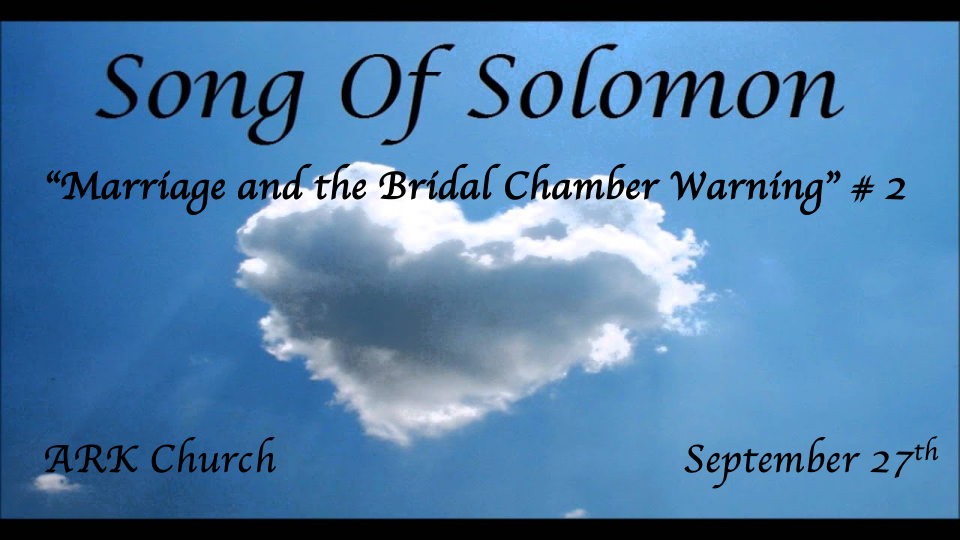 Song Of Solomon
“Marriage and the Bridal Chamber Warning” # 2
ARK Church
September 27th